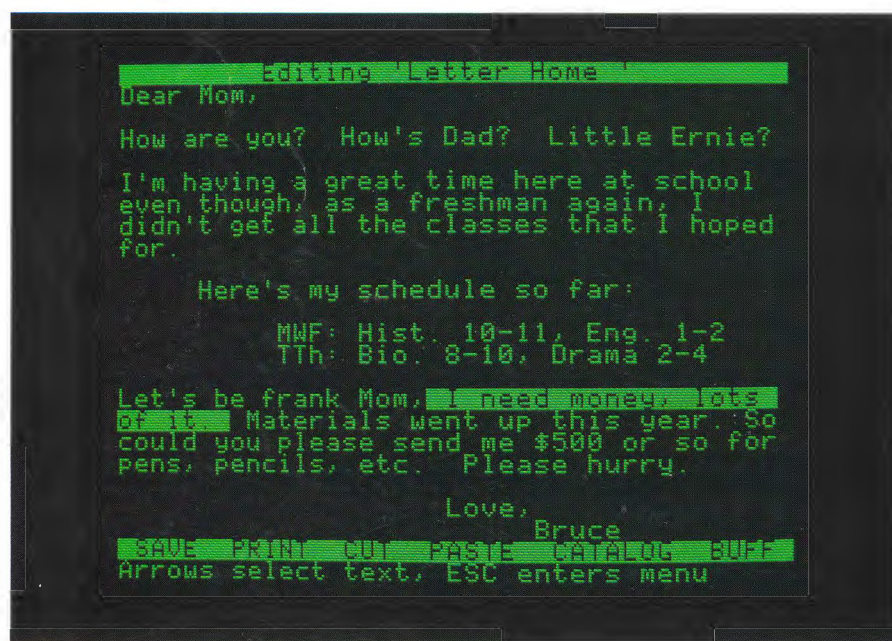 Editing 'Letter Home '
Dear Mom,
How are you?  How's Dad?  Little Ernie?
I'm having a great time here at school
even though, as a freshman again, I
didn't get all the classes that I hoped
for.
Here's my schedule so far:
MWF: Hist. 10-11, Eng. 1-2
TTh: Bio. 8-10, Drama 2-4
Let's be frank Mom, I need money, lots
of it. Materials went up this year. So
could you please send me $500 or so for
pens, pencils, etc.  Please hurry.
Love,
Bruce
SAVE PRINT CUT PASTE CATALOG BUFF
Arrows select text, ESC enters menu